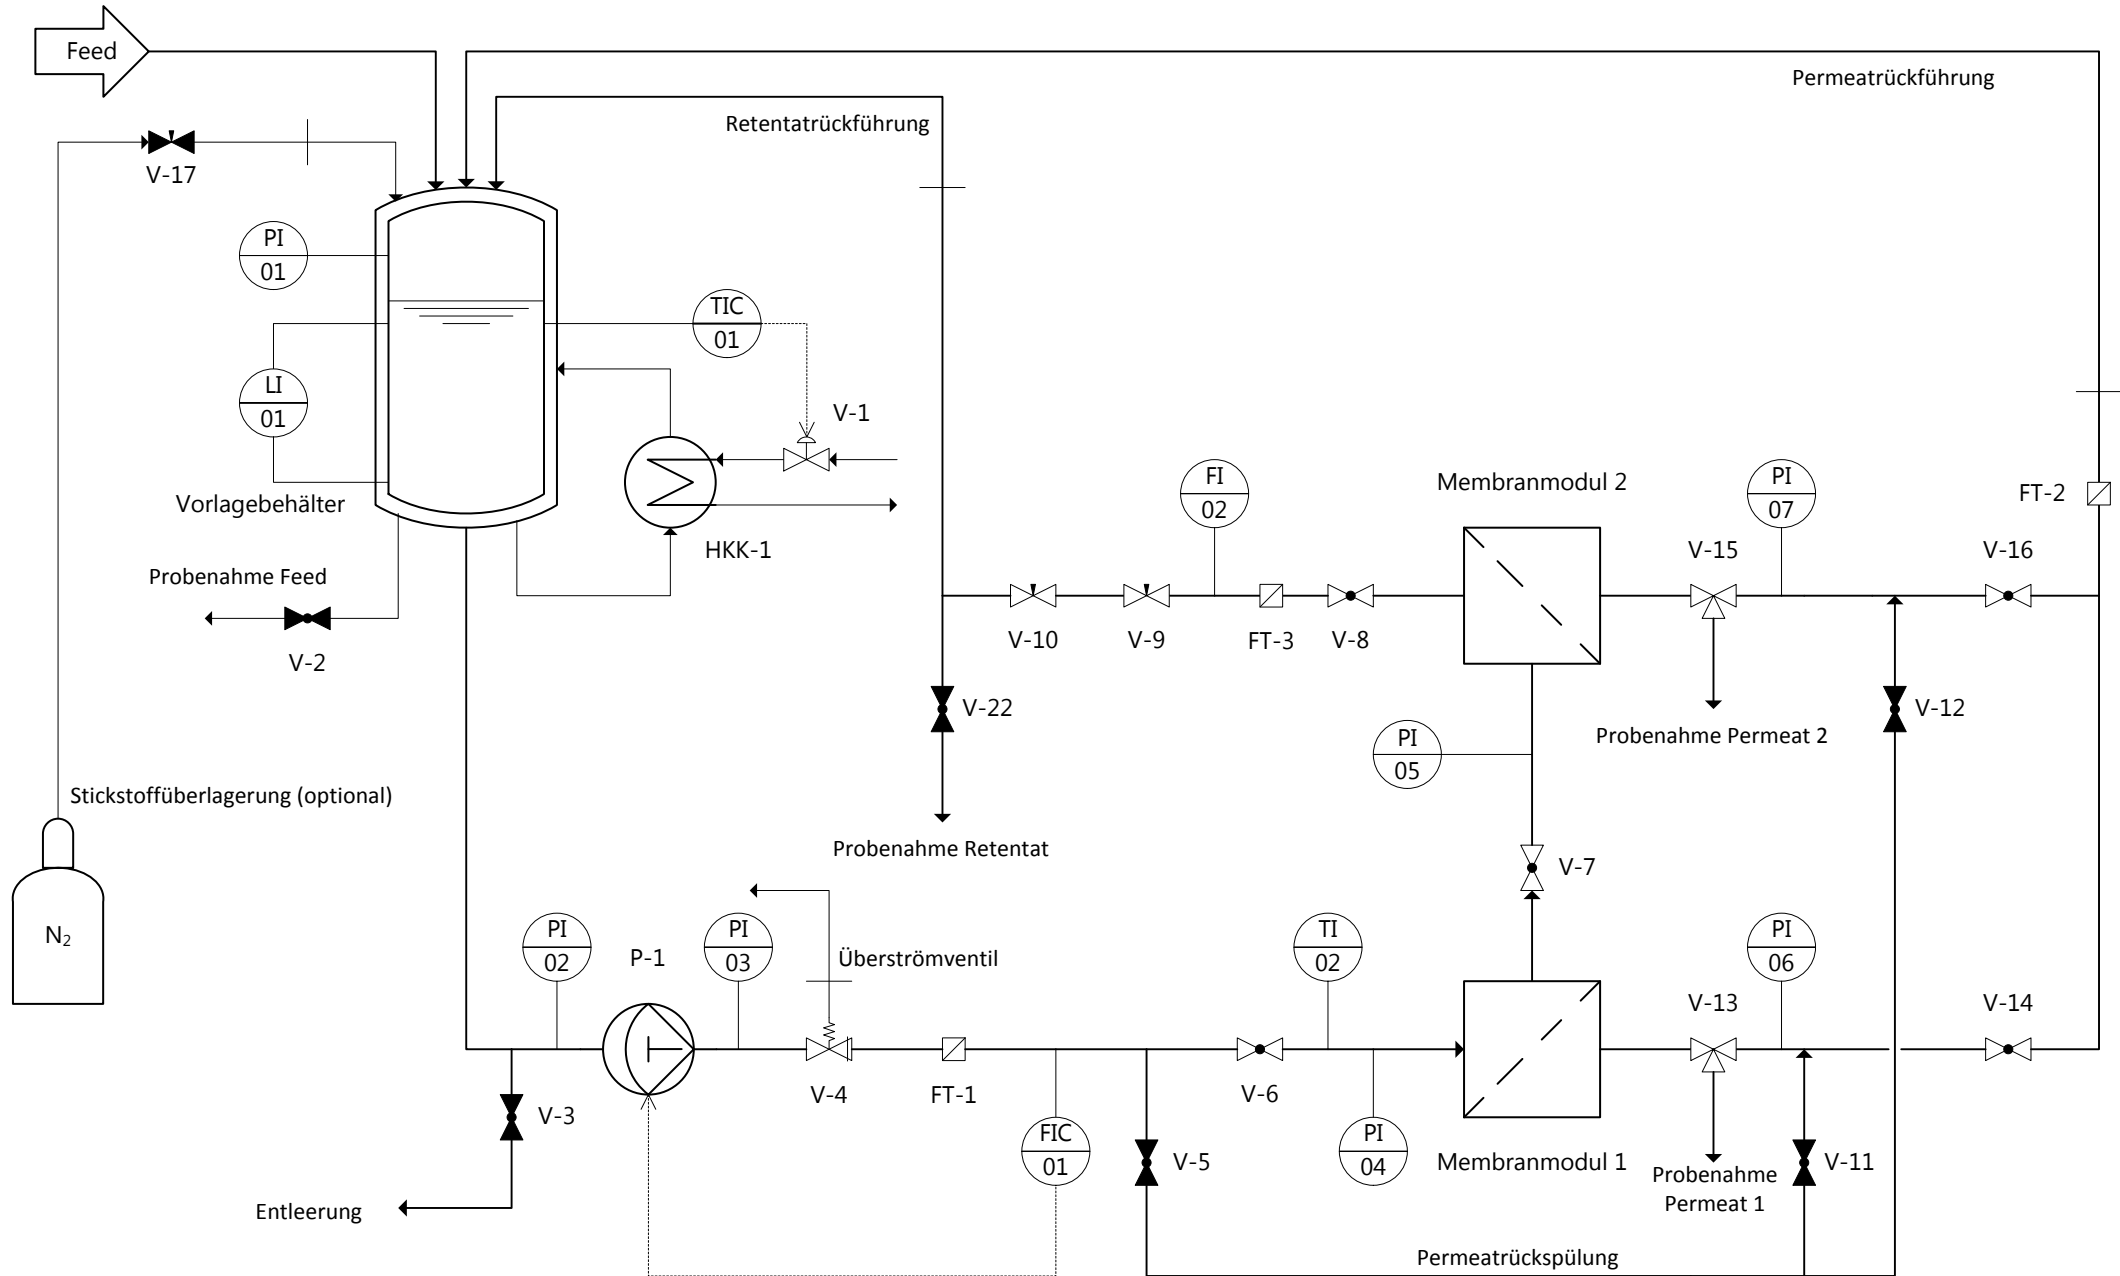 Feed
Permeatrückführung
Retentatrückführung
V-17
PI
01
TIC
01
LI
01
V-1
Vorlagebehälter
HKK-1
Probenahme Feed
V-2
FI
02
Membranmodul 2
PI
07
FT-2
V-15
V-16
V-10
V-9
FT-3
V-8
V-22
V-12
Probenahme Permeat 2
PI
05
Stickstoffüberlagerung (optional)
Probenahme Retentat
V-7
N2
PI
02
P-1
PI
03
Überströmventil
TI
02
PI
06
V-13
V-14
V-4
FT-1
V-6
V-3
FIC
01
V-5
PI
04
Membranmodul 1
Probenahme
Permeat 1
V-11
Entleerung
Permeatrückspülung